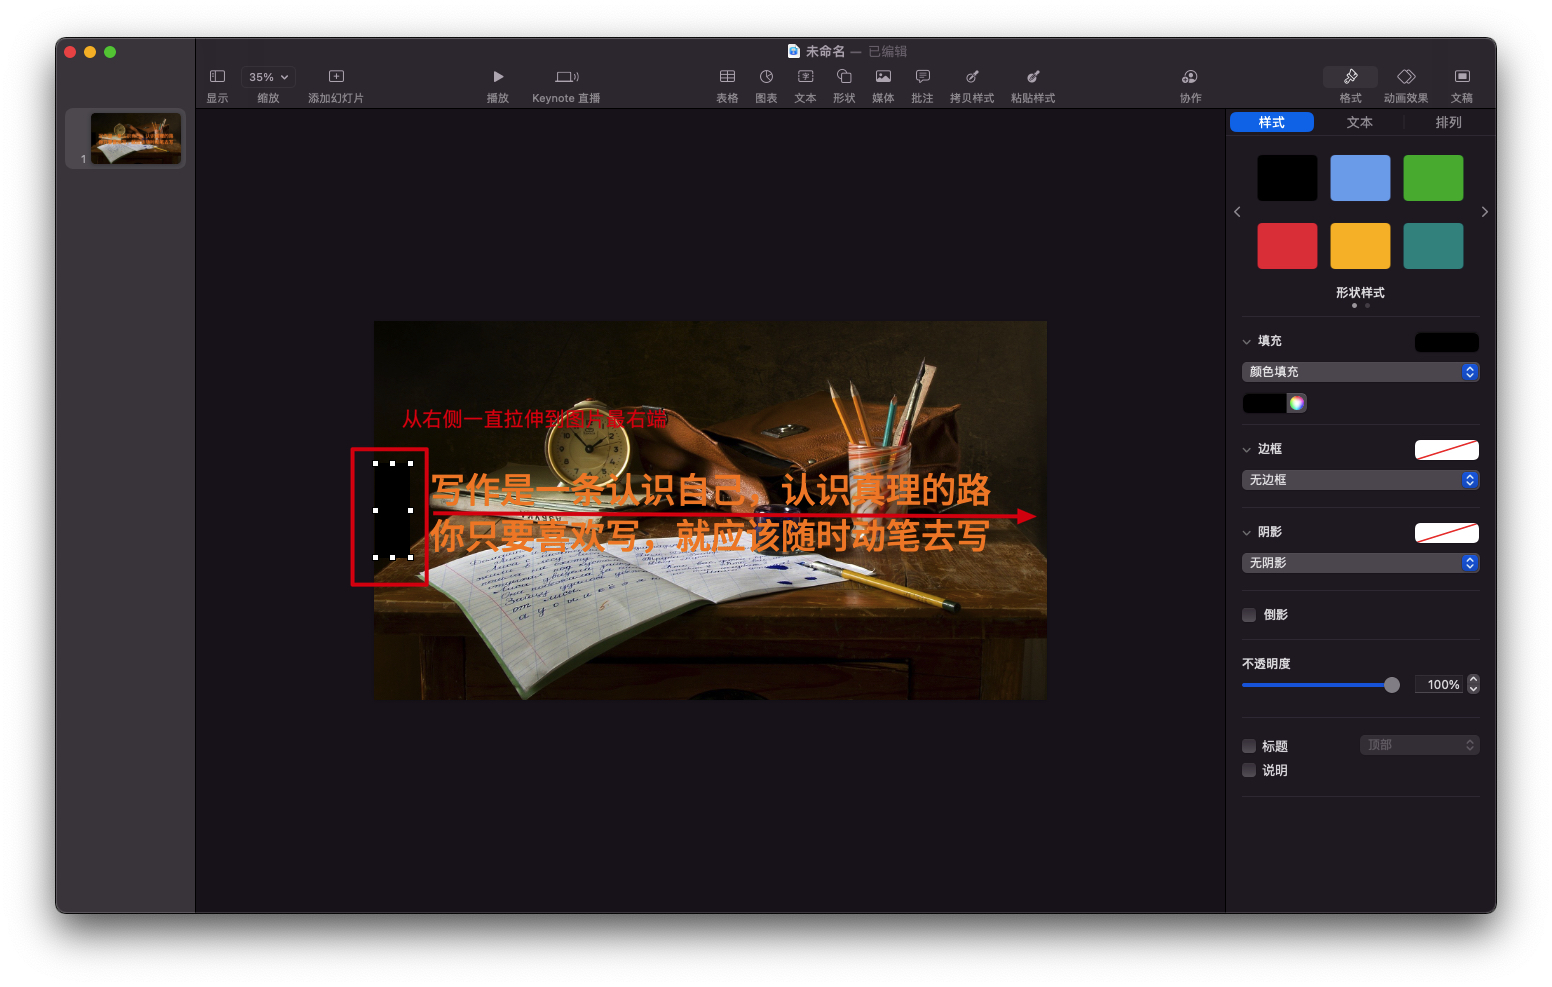 未命名 — 已编辑
35%
显示
缩放
添加幻灯片
播放
Keynote 直播
表格
图表
文本
形状
媒体
批注
拷贝样式
粘贴样式
协作
格式
动画效果
文稿
1
样式
文本
排列
形状样式
填充
颜色填充
边框
无边框
阴影
无阴影
倒影
不透明度
100%
标题
顶部
说明
从右侧一直拉伸到图片最右端
写作是一条认识自己，认识真理的路
你只要喜欢写，就应该随时动笔去写